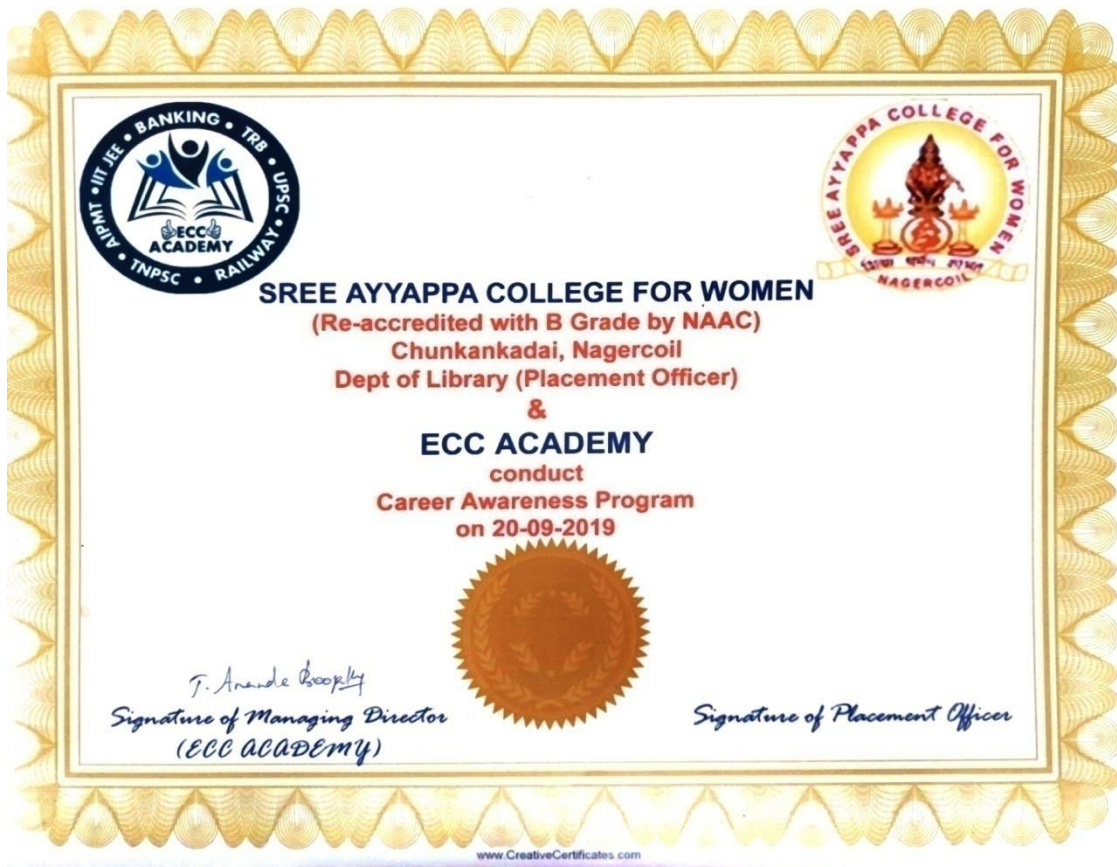 AIPMT • IIT JEE • BANKING • TRB • UPSC • RAILWAY • TNPSC •
ECC
ACADEMY
SREE AYYAPPA COLLEGE FOR WOMEN
NAGERCOIL
SREE AYYAPPA COLLEGE FOR WOMEN
(Re-accredited with B Grade by NAAC)
Chunkankadai, Nagercoil
Dept of Library (Placement Officer)
&
ECC ACADEMY
conduct
Career Awareness Program
on 20-09-2019
Signature of Managing Director
(ECC ACADEMY)
Signature of Placement Officer
www.CreativeCertificates.com